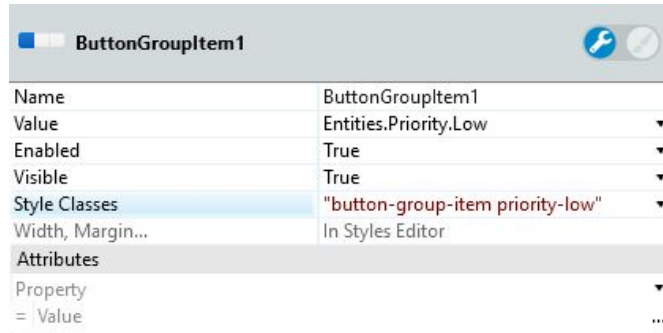 ButtonGroupItem1
Name ButtonGroupItem1
Value Entities.Priority.Low
Enabled True
Visible True
Style Classes "button-group-item priority-low"
Width, Margin... In Styles Editor
Attributes
Property
= Value ...